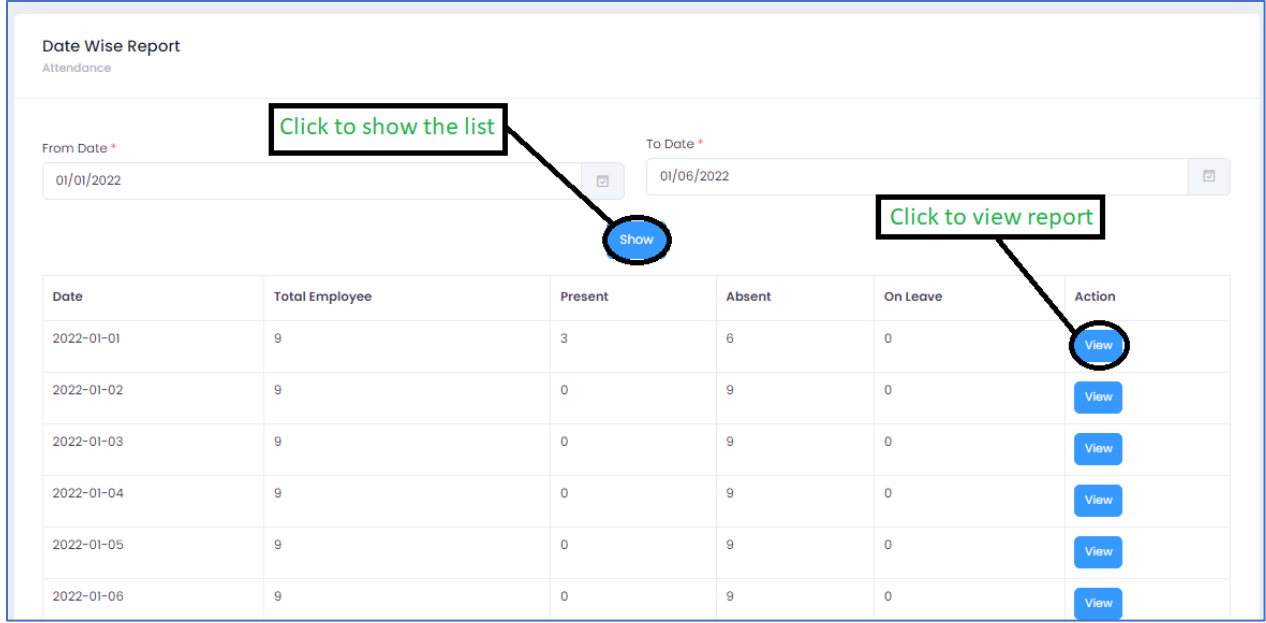 Date Wise Report
Attendance
Click to show the list
From Date *
To Date *
01/01/2022
01/06/2022
Click to view report
Show
Date Total Employee Present Absent On Leave Action
2022-01-01 9 3 6 0 View
2022-01-02 9 0 9 0 View
2022-01-03 9 0 9 0 View
2022-01-04 9 0 9 0 View
2022-01-05 9 0 9 0 View
2022-01-06 9 0 9 0 View